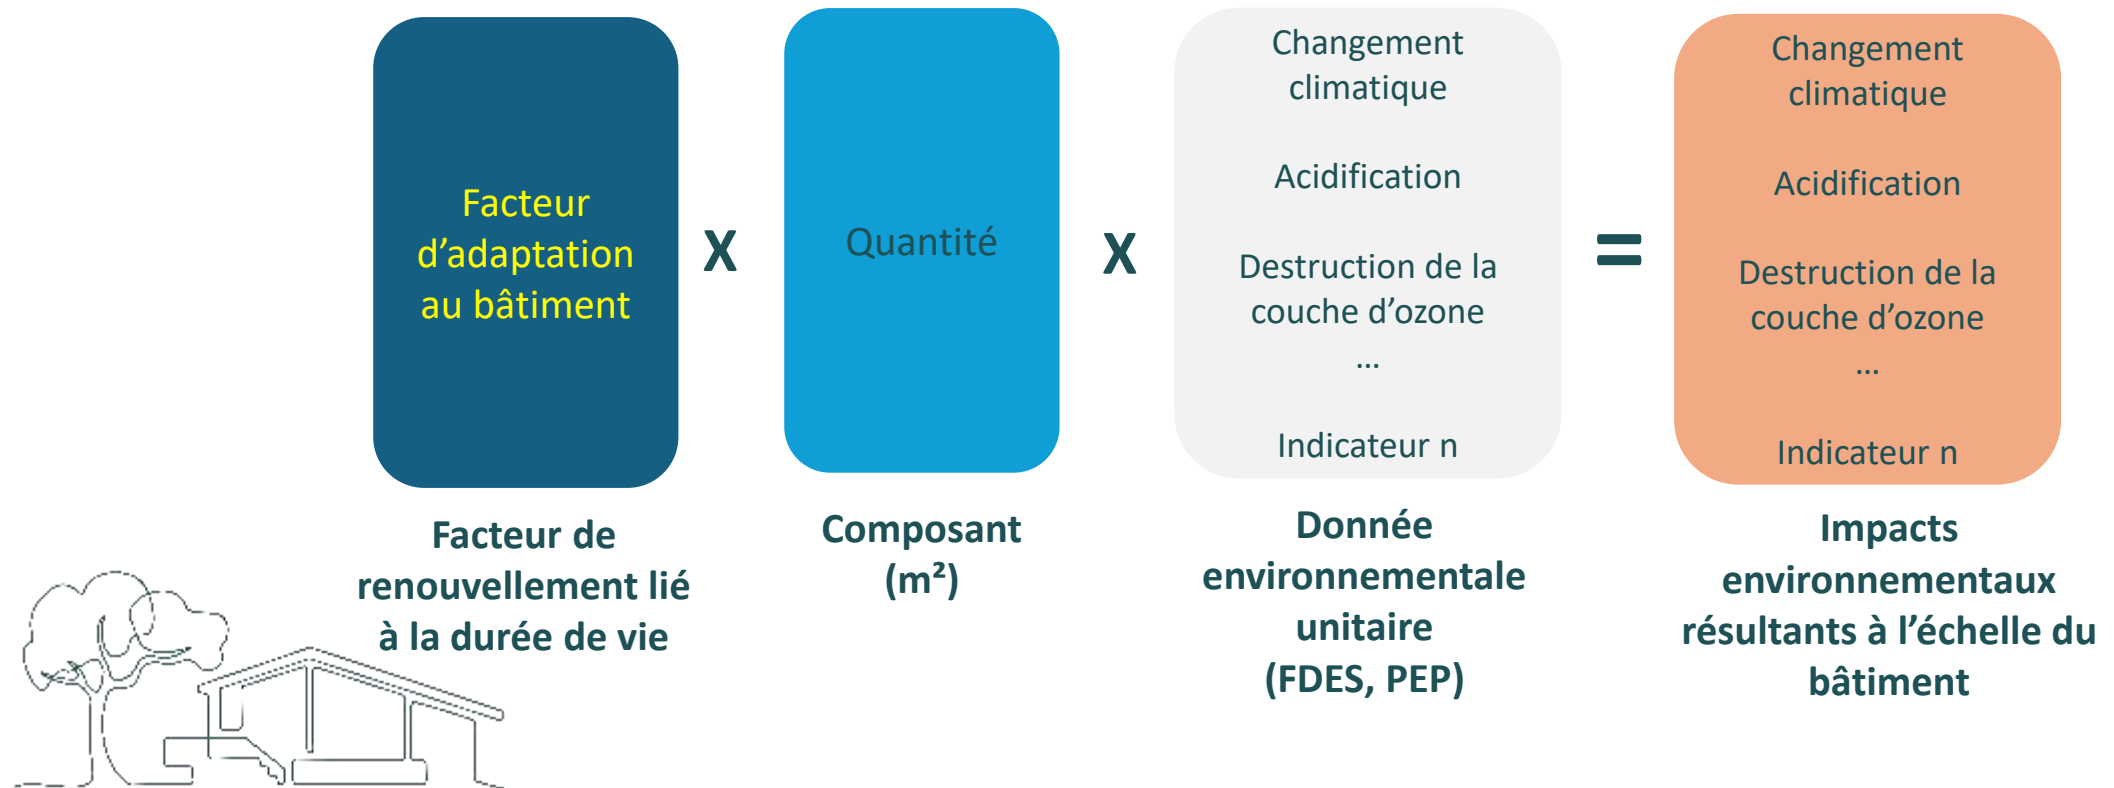 Facteur
d’adaptation
au bâtiment
X
Quantité
X
Changement
climatique
Acidification
Destruction de la
couche d’ozone
...
Indicateur n
=
Changement
climatique
Acidification
Destruction de la
couche d’ozone
...
Indicateur n
Facteur de
renouvellement lié
à la durée de vie
Composant
(m²)
Donnée
environnementale
unitaire
(FDES, PEP)
Impacts
environnementaux
résultants à l’échelle du
bâtiment